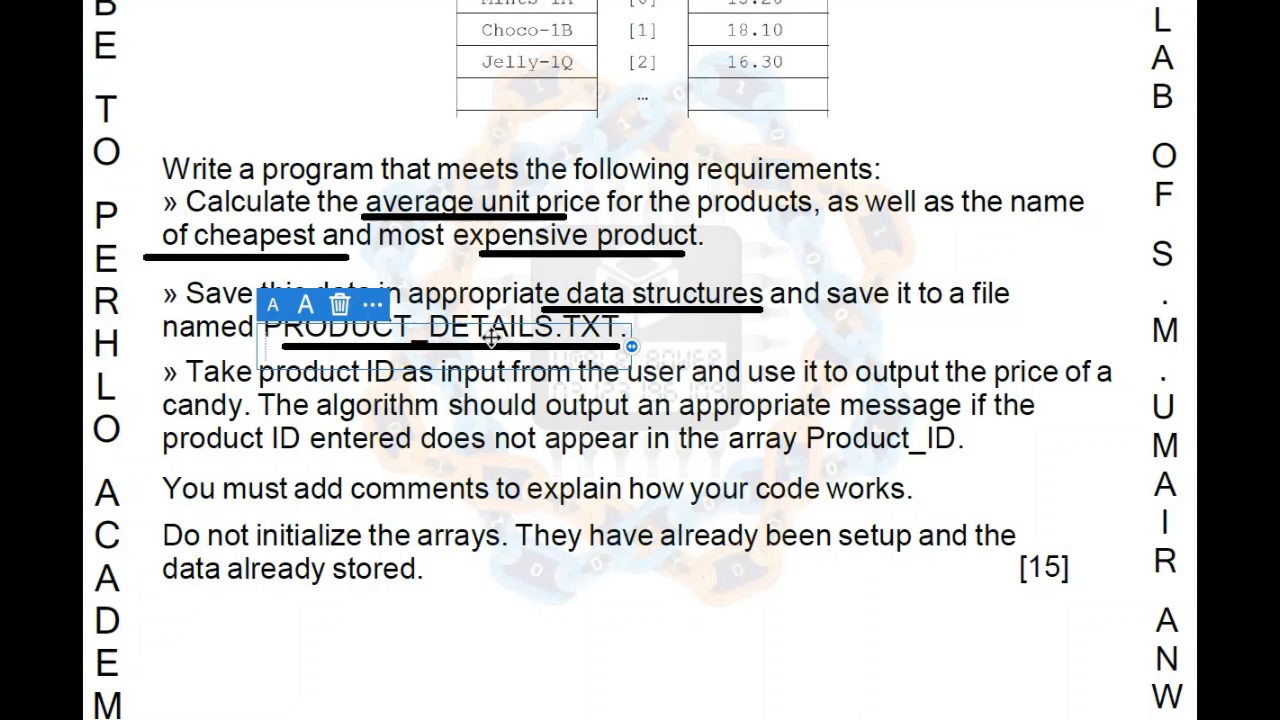 [0]
Choco-1B [1] 18.10
Jelly-1Q [2] 16.30
...
Write a program that meets the following requirements:
» Calculate the average unit price for the products, as well as the name
of cheapest and most expensive product.
» Save this data in appropriate data structures and save it to a file
named PRODUCT_DETAILS.TXT.
A A ...
» Take product ID as input from the user and use it to output the price of a
candy. The algorithm should output an appropriate message if the
product ID entered does not appear in the array Product_ID.
You must add comments to explain how your code works.
Do not initialize the arrays. They have already been setup and the
data already stored. [15]
BE TO PERHLO ACADEM
LAB OF S.M.UMAIR ANW